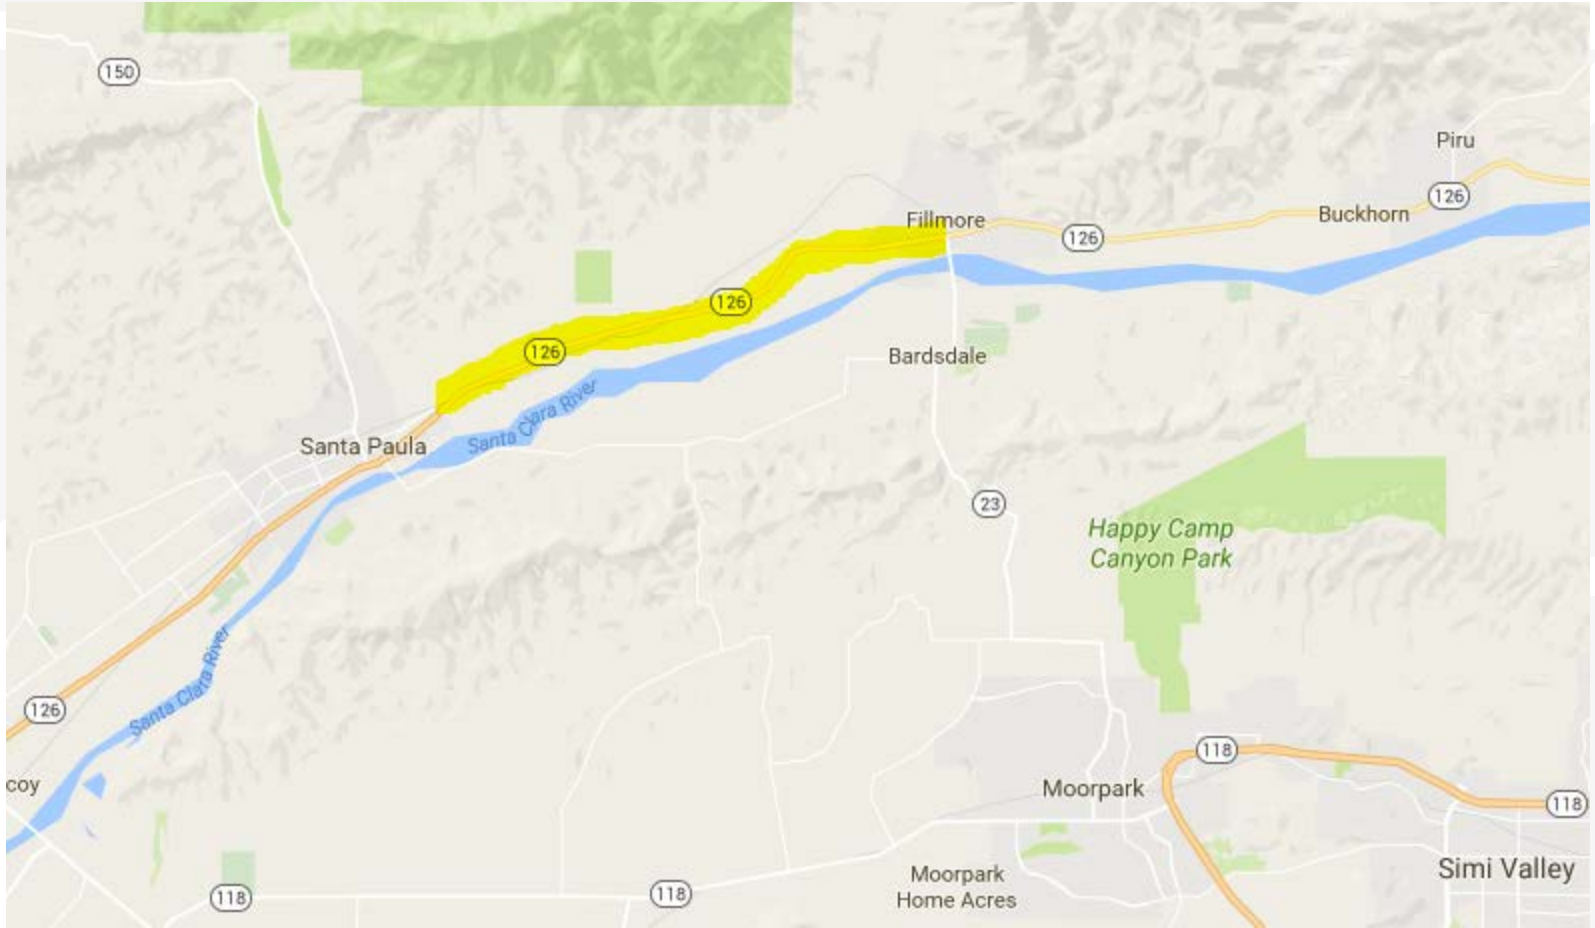 150
Piru
126
Fillmore
Buckhorn
126
126
126
Bardsdale
Santa Clara River
Santa Paula
23
Happy Camp
Canyon Park
Santa Clara River
126
118
coy
Moorpark
118
Moorpark
Home Acres
Simi Valley
118
118